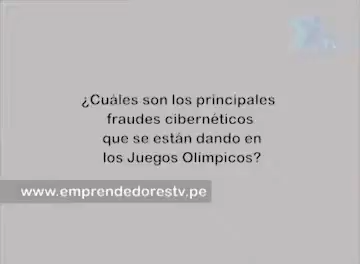 ¿Cuáles son los principales
fraudes cibernéticos
que se están dando en
los Juegos Olímpicos?
www.emprendedorestv.pe